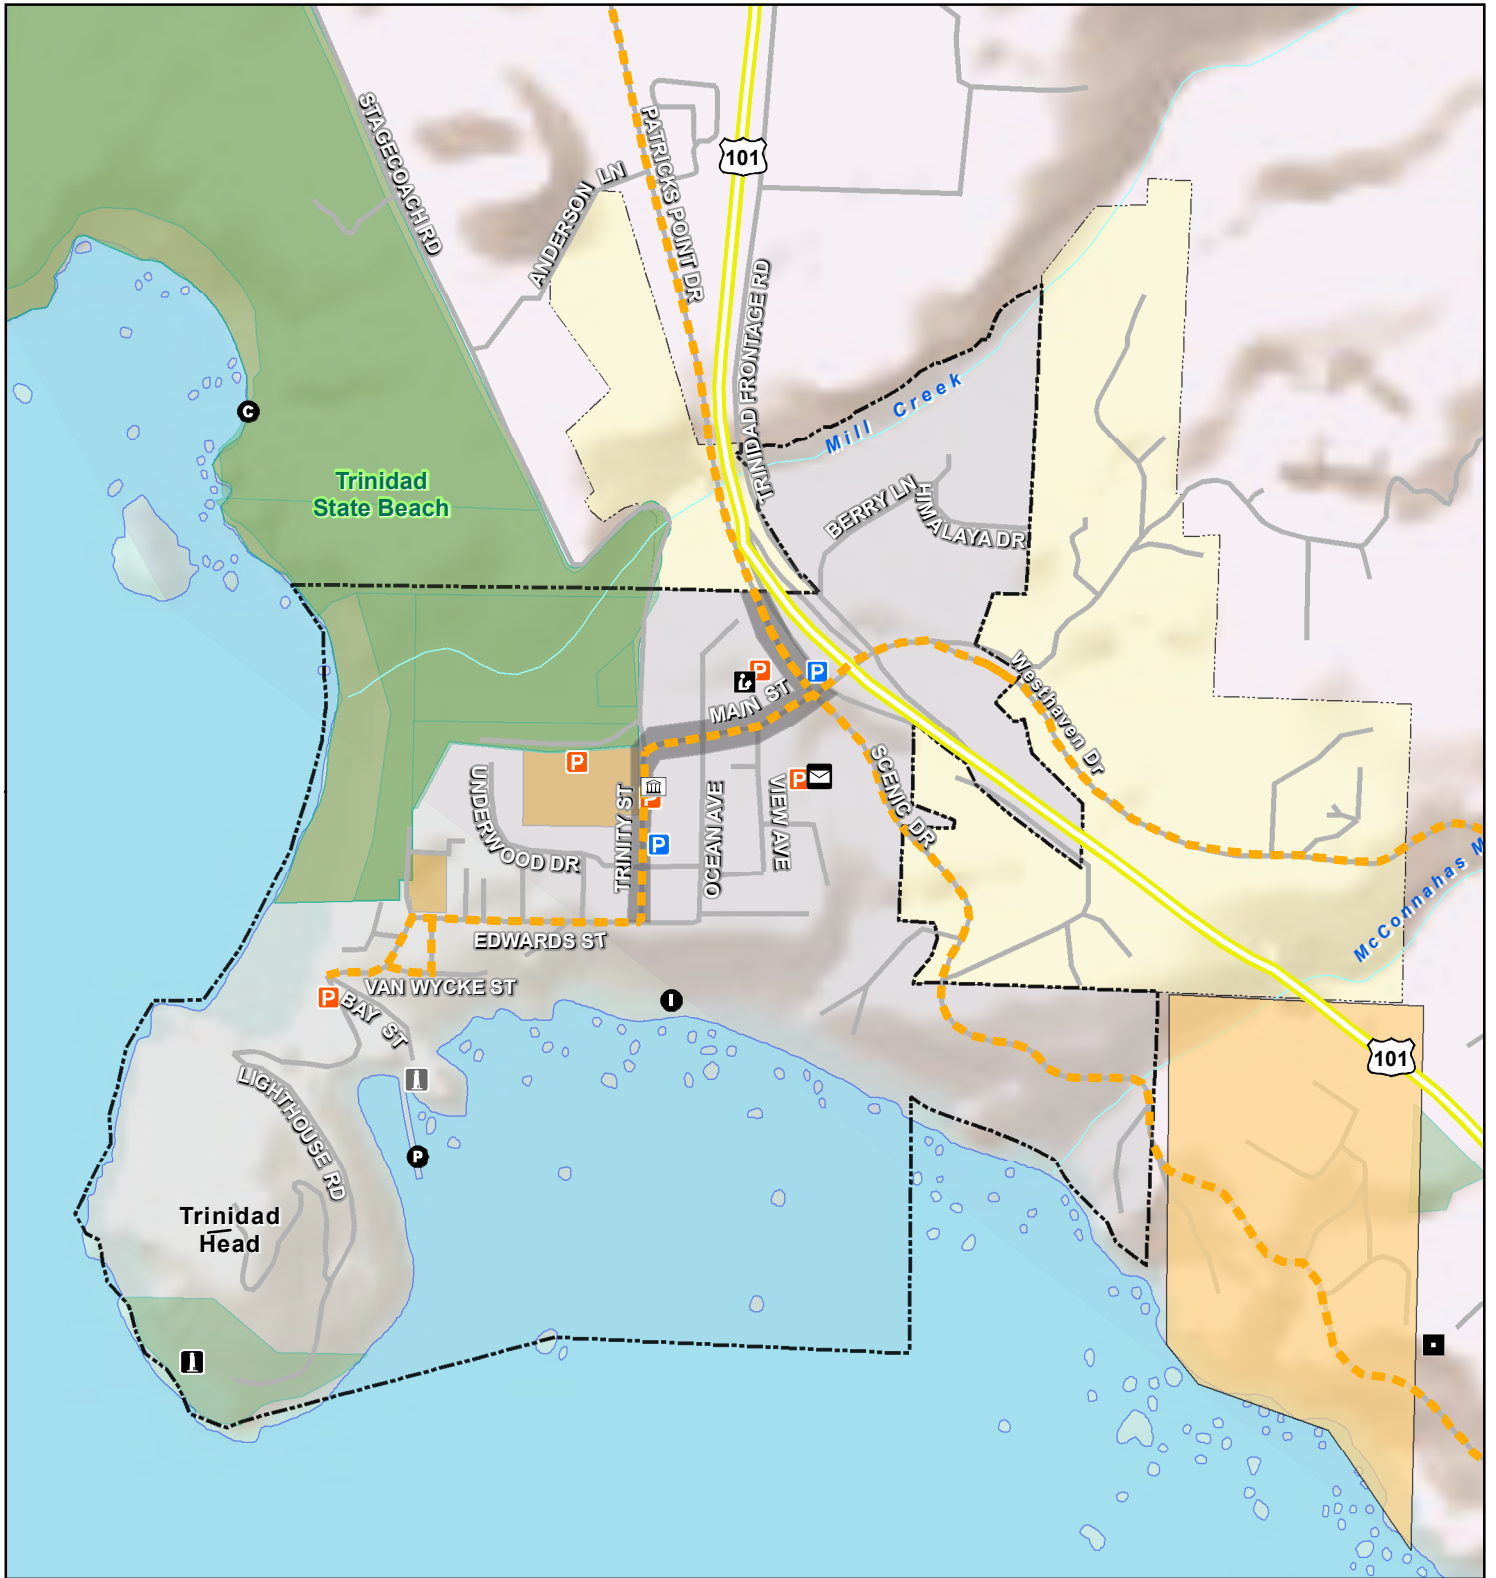 STAGECOACH RD
PATRICKS POINT DR
101
ANDERSON LN
TRINIDAD FRONTAGE RD
Mill Creek
C
Trinidad
State Beach
BERRY LN
HIMALAYA DR
P
P
MAIN ST
Westhaven Dr
P
UNDERWOOD DR
TRINITY ST
OCEAN AVE
P
VIEW AVE
SCENIC DR
P
P
McConnahas M
EDWARDS ST
VAN WYCKE ST
P
BAY ST
I
101
LIGHTHOUSE RD
P
Trinidad
Head